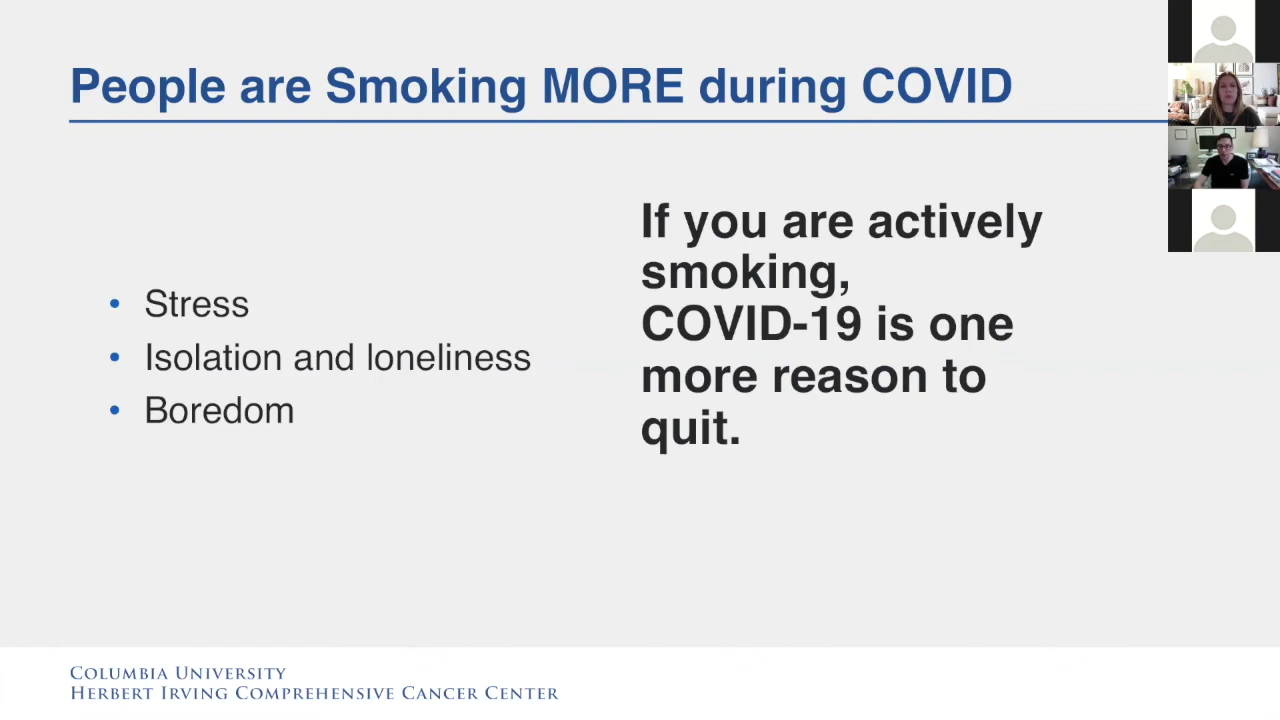 People are Smoking MORE during COVID
• Stress
• Isolation and loneliness
• Boredom
If you are actively
smoking,
COVID-19 is one
more reason to
quit.
COLUMBIA UNIVERSITY
HERBERT IRVING COMPREHENSIVE CANCER CENTER